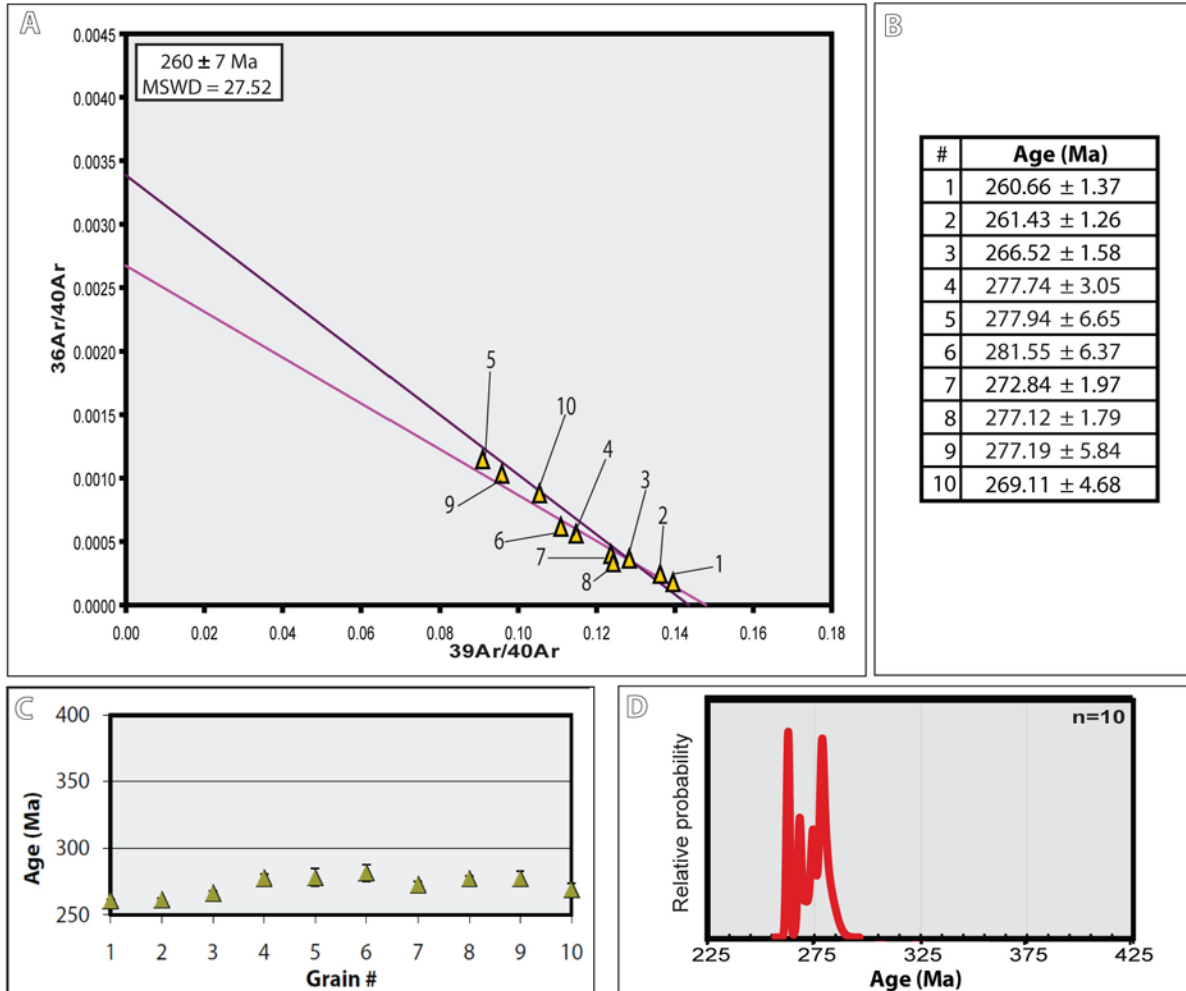 A
260 ± 7 Ma
MSWD = 27.52
36Ar/40Ar
0.0045
0.0040
0.0035
0.0030
0.0025
0.0020
0.0015
0.0010
0.0005
0.0000
5
10
4
3
2
1
9
6
7
8
0.00 0.02 0.04 0.06 0.08 0.10 0.12 0.14 0.16 0.18
39Ar/40Ar
B
# Age (Ma)
1 260.66 ± 1.37
2 261.43 ± 1.26
3 266.52 ± 1.58
4 277.74 ± 3.05
5 277.94 ± 6.65
6 281.55 ± 6.37
7 272.84 ± 1.97
8 277.12 ± 1.79
9 277.19 ± 5.84
10 269.11 ± 4.68
C
Age (Ma)
400
350
300
250
1 2 3 4 5 6 7 8 9 10
Grain #
D
n=10
Relative probability
225 275 325 375 425
Age (Ma)